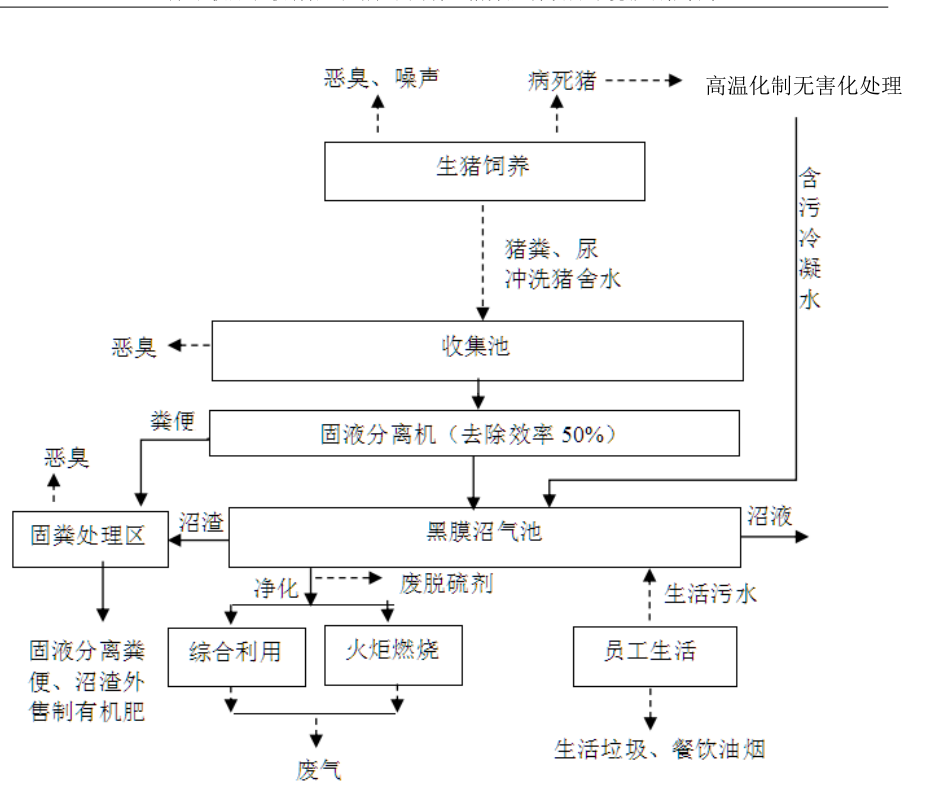 恶臭、噪声
病死猪
高温化制无害化处理
生猪饲养
含污冷凝水
猪粪、尿
冲洗猪舍水
恶臭
收集池
粪便
固液分离机（去除效率 50%）
恶臭
固粪处理区
沼渣
黑膜沼气池
沼液
净化
废脱硫剂
生活污水
固液分离粪
便、沼渣外
售制有机肥
综合利用
火炬燃烧
员工生活
废气
生活垃圾、餐饮油烟